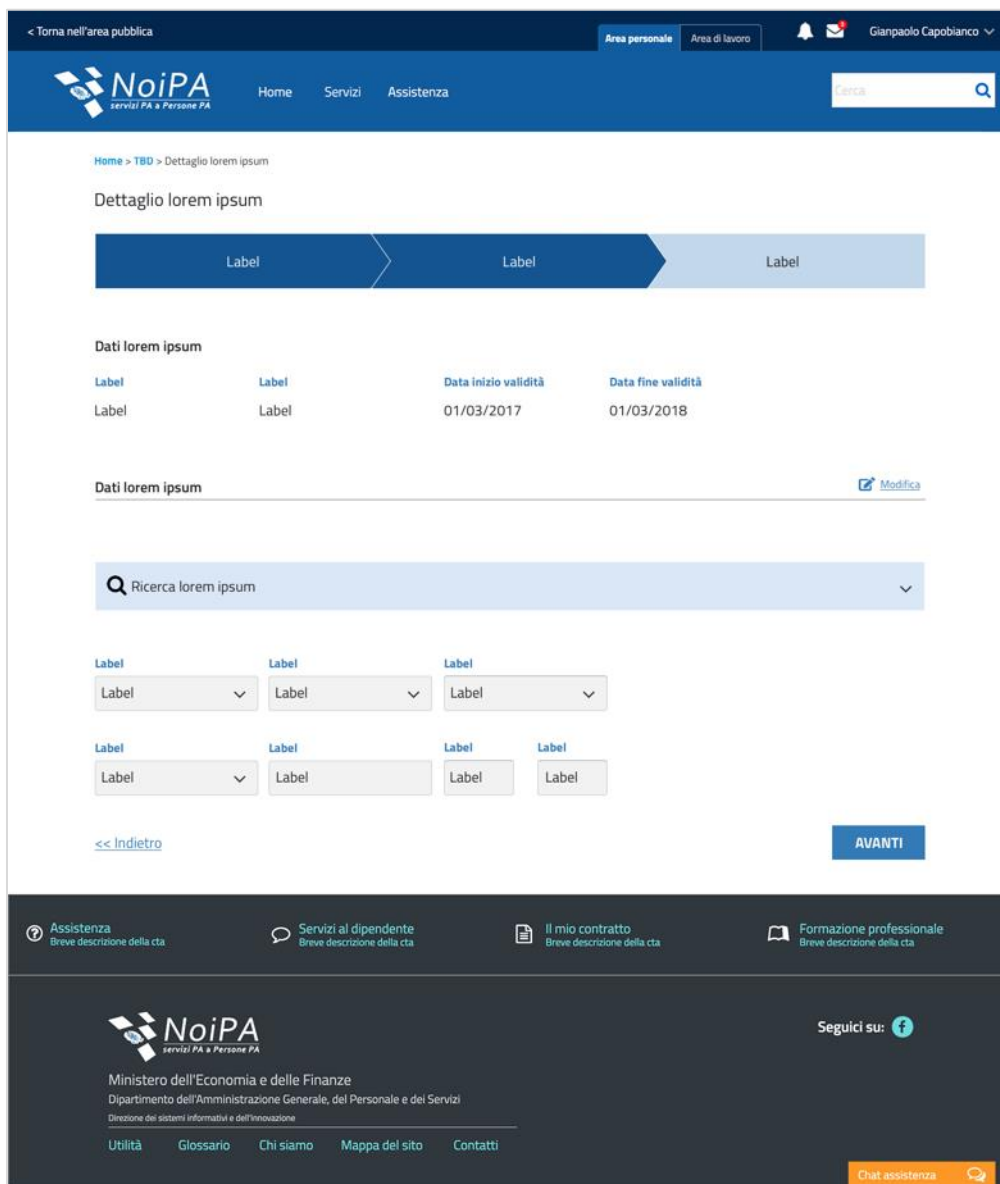 < Torna nell'area pubblica
Area personale
Area di lavoro
Gianpaolo Capobianco
NoiPA
servizi PA a Persone PA
Home Servizi Assistenza
Cerca
Home > TBD > Dettaglio lorem ipsum
Dettaglio lorem ipsum
Label Label Label
Dati lorem ipsum
Label Label Data inizio validità Data fine validità
Label Label 01/03/2017 01/03/2018
Dati lorem ipsum
Modifica
Ricerca lorem ipsum
Label Label Label
Label Label Label
Label Label Label Label
Label Label Label Label
<< Indietro
AVANTI
Assistenza
Breve descrizione della cta
Servizi al dipendente
Breve descrizione della cta
Il mio contratto
Breve descrizione della cta
Formazione professionale
Breve descrizione della cta
NoiPA
servizi PA a Persone PA
Seguici su:
Ministero dell'Economia e delle Finanze
Dipartimento dell'Amministrazione Generale, del Personale e dei Servizi
Direzione dei sistemi informativi e dell'Innovazione
Utilità Glossario Chi siamo Mappa del sito Contatti
Chat assistenza